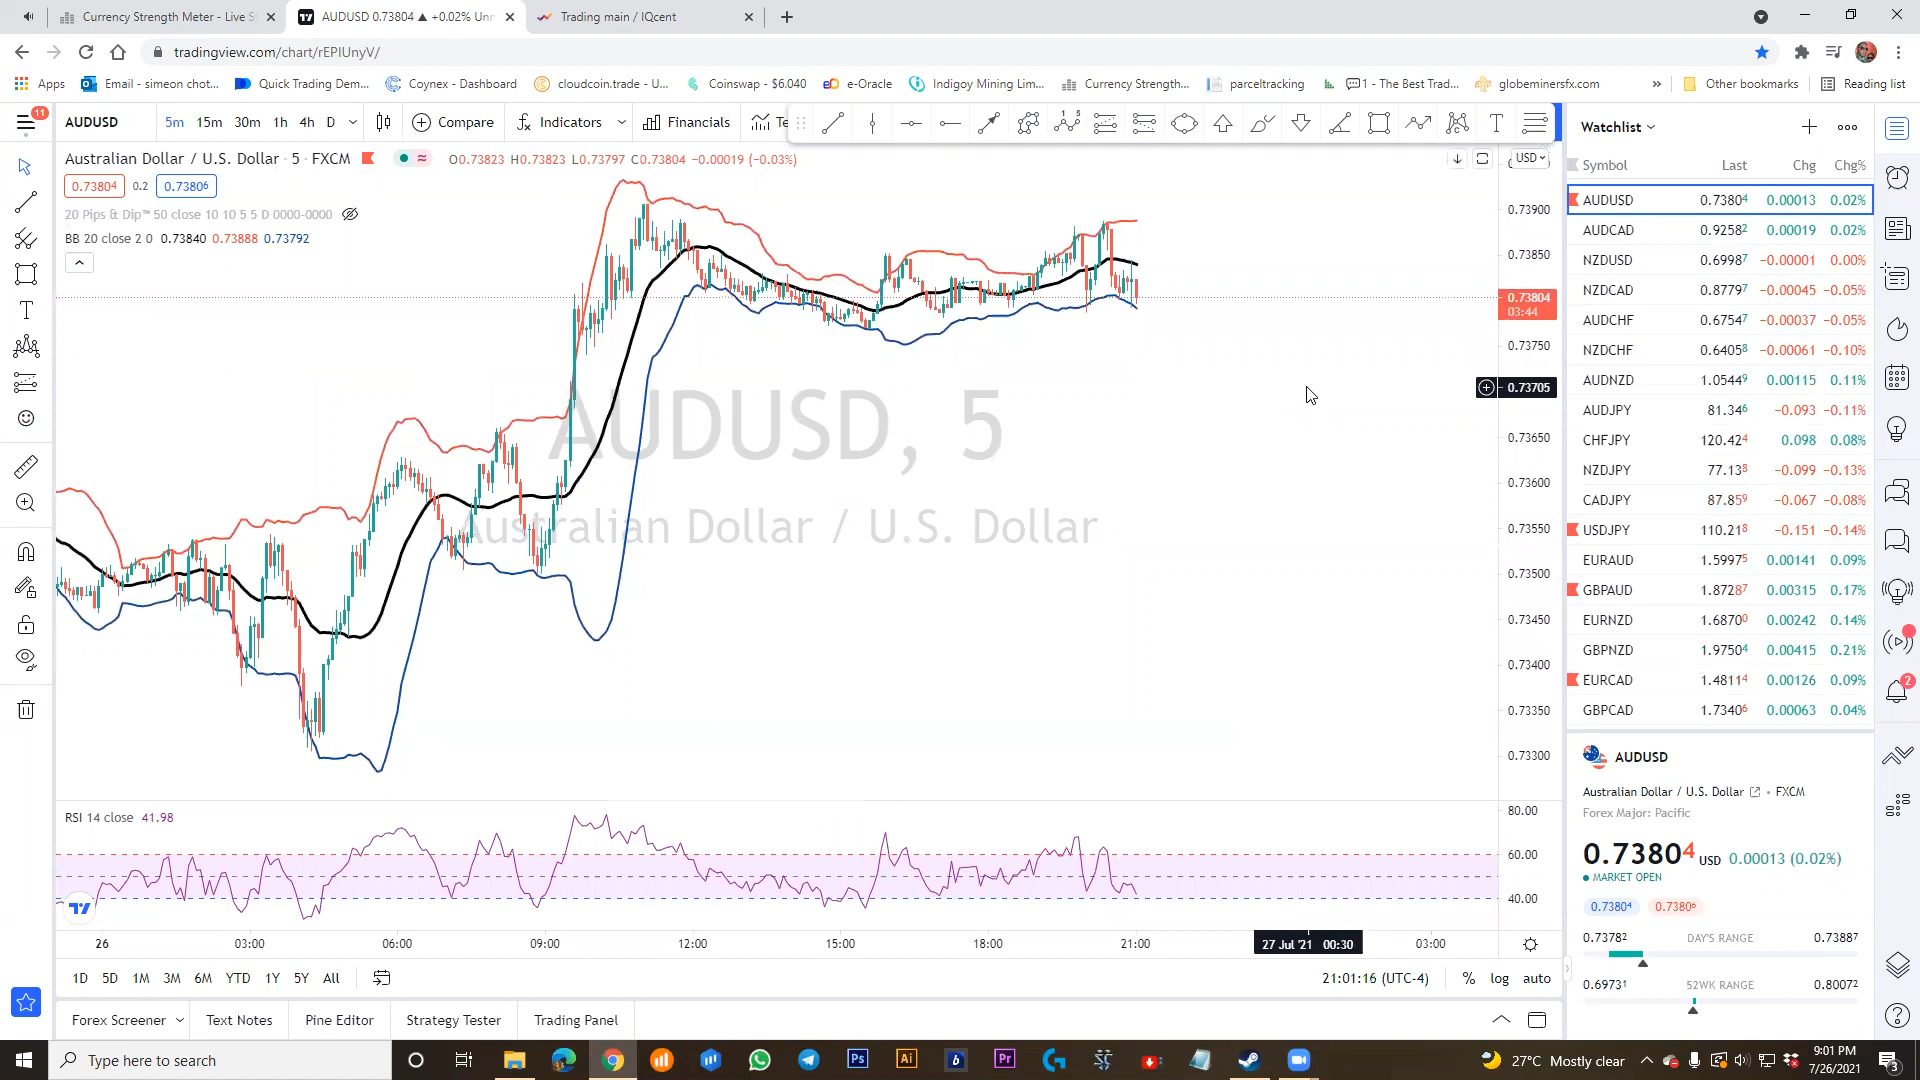 Currency Strength Meter - Live S
AUDUSD 0.73804 ▲ +0.02% Unn
Trading main / IQcent
tradingview.com/chart/rEPIUnyV/
Apps
Email - simeon chot...
Quick Trading Dem...
Coynex - Dashboard
cloudcoin.trade - U...
Coinswap - $6.040
e-Oracle
Indigoy Mining Lim...
Currency Strength...
parceltracking
1 - The Best Trad...
globeminersfx.com
»
Other bookmarks
Reading list
11
AUDUSD
5m 15m 30m 1h 4h D
Compare
Indicators
Financials
Watchlist
Australian Dollar / U.S. Dollar · 5 · FXCM
O0.73823 H0.73823 L0.73797 C0.73804 −0.00019 (−0.03%)
USD
0.73804 0.2 0.73806
20 Pips & Dip™ 50 close 10 10 5 5 D 0000-0000
BB 20 close 2 0 0.73840 0.73888 0.73792
AUDUSD, 5
Australian Dollar / U.S. Dollar
0.73900
0.73850
0.73804
03:44
0.73750
0.73705
0.73650
0.73600
0.73550
0.73500
0.73450
0.73400
0.73350
0.73300
RSI 14 close 41.98
80.00
60.00
40.00
26 03:00 06:00 09:00 12:00 15:00 18:00 21:00 27 Jul '21 00:30 03:00
1D 5D 1M 3M 6M YTD 1Y 5Y All
21:01:16 (UTC-4) % log auto
Forex Screener Text Notes Pine Editor Strategy Tester Trading Panel
Symbol Last Chg Chg%
AUDUSD 0.73804 0.00013 0.02%
AUDCAD 0.92582 0.00019 0.02%
NZDUSD 0.69987 −0.00001 0.00%
NZDCAD 0.87797 −0.00045 −0.05%
AUDCHF 0.67547 −0.00037 −0.05%
NZDCHF 0.64058 −0.00061 −0.10%
AUDNZD 1.05449 0.00115 0.11%
AUDJPY 81.346 −0.093 −0.11%
CHFJPY 120.424 0.098 0.08%
NZDJPY 77.138 −0.099 −0.13%
CADJPY 87.859 −0.067 −0.08%
USDJPY 110.218 −0.151 −0.14%
EURAUD 1.59975 0.00141 0.09%
GBPAUD 1.87287 0.00315 0.17%
EURNZD 1.68700 0.00242 0.14%
GBPNZD 1.97504 0.00415 0.21%
EURCAD 1.48114 0.00126 0.09%
GBPCAD 1.73406 0.00063 0.04%
AUDUSD
Australian Dollar / U.S. Dollar • FXCM
Forex Major: Pacific
0.73804 USD 0.00013 (0.02%)
MARKET OPEN
0.73804 0.73806
0.73782 DAY'S RANGE 0.73887
0.69731 52WK RANGE 0.80072
2
Type here to search
27°C Mostly clear
9:01 PM
7/26/2021
3